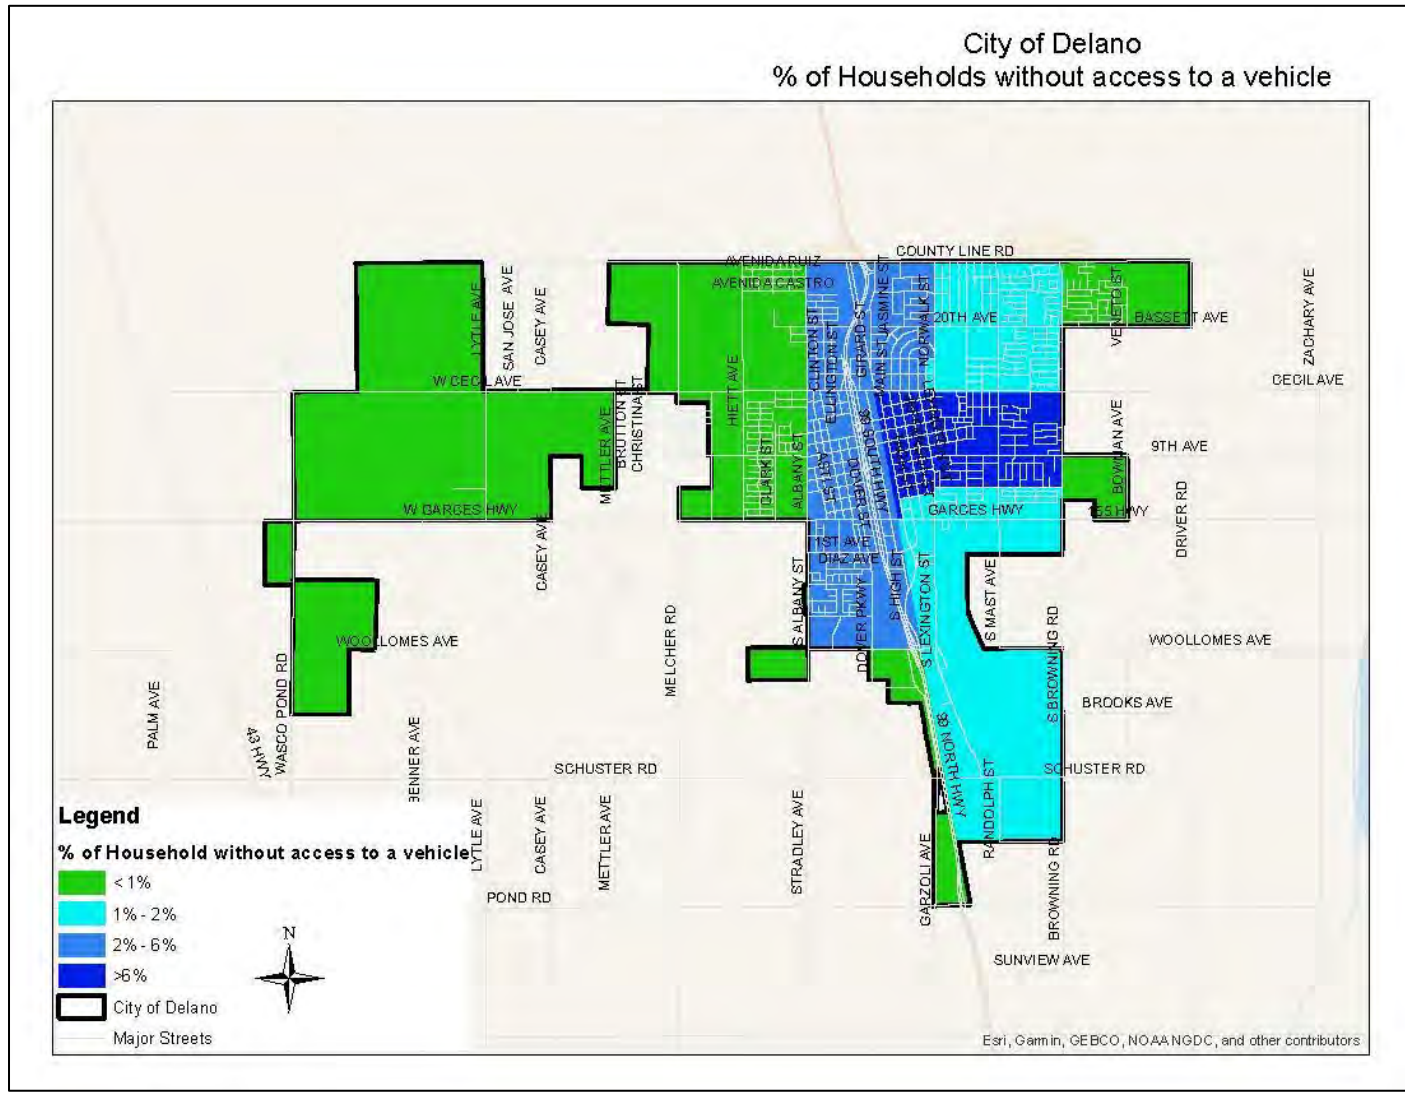 City of Delano
% of Households without access to a vehicle
COUNTY LINE RD
AVENIDA RUIZ
AVENIDA CASTRO
LYTLE AVE
SAN JOSE AVE
CASEY AVE
CLINTON ST
ELLINGTON ST
GIRARD ST
MAIN ST
JASMINE ST
NORWALK ST
20TH AVE
VENETO ST
BASSETT AVE
ZACHARY AVE
W CECIL AVE
CECIL AVE
HIETT AVE
METTLER AVE
BRUTTON ST
CHRISTINA ST
CLARK ST
ALBANY ST
AST ST
DOVER ST
99 SOUTH HWY
BOWMAN AVE
9TH AVE
W GARCES HWY
GARCES HWY
155 HWY
DRIVER RD
CASEY AVE
1ST AVE
DIAZ AVE
S ALBANY ST
DOVER PKWY
S HIGH ST
S LEXINGTON ST
S MAST AVE
MELCHER RD
WOOLLOMES AVE
WOOLLOMES AVE
S BROWNING RD
BROOKS AVE
PALM AVE
43 HWY
WASCO POND RD
BENNER AVE
SCHUSTER RD
99 NORTH HWY
RANDOLPH ST
SCHUSTER RD
LYTLE AVE
CASEY AVE
METTLER AVE
STRADLEY AVE
GARZOLI AVE
BROWNING RD
POND RD
SUNVIEW AVE
Legend
% of Household without access to a vehicle
< 1%
1% - 2%
2% - 6%
>6%
City of Delano
Major Streets
N
Esri, Garmin, GEBCO, NOAA NGDC, and other contributors